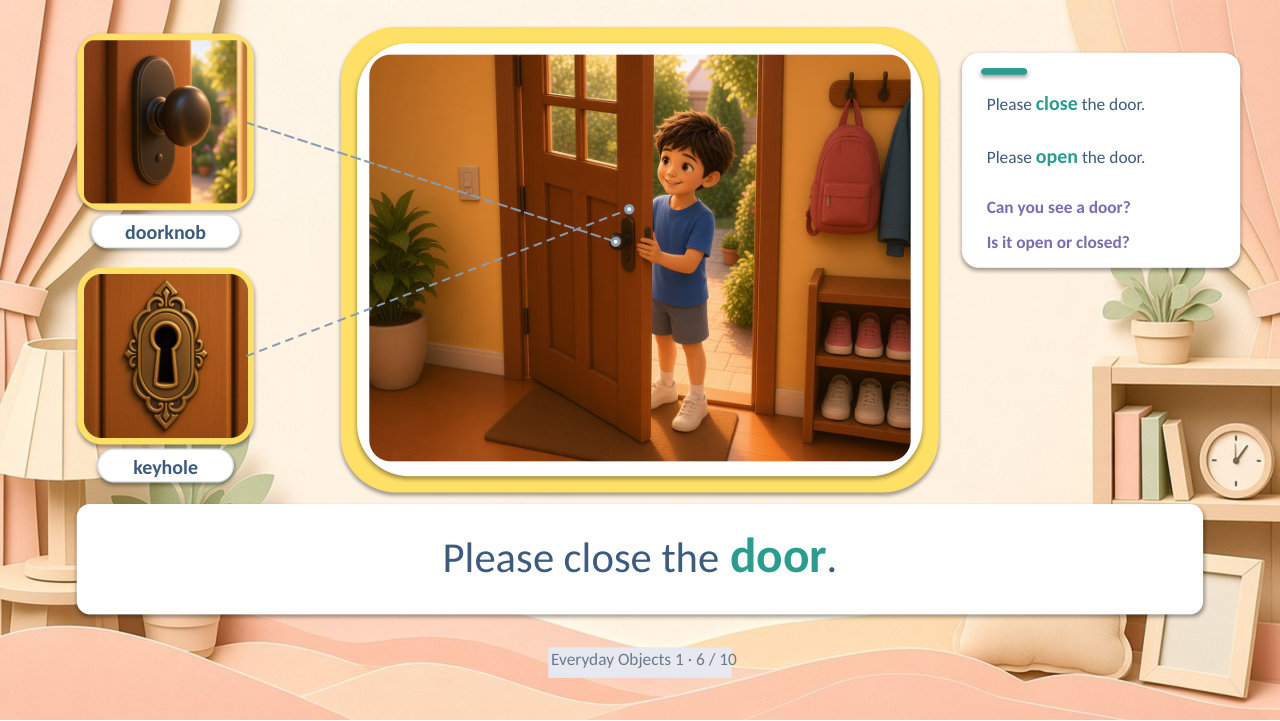 doorknob
keyhole
Please close the door.
Please open the door.
Can you see a door?
Is it open or closed?
Please close the door.
Everyday Objects 1 · 6 / 10